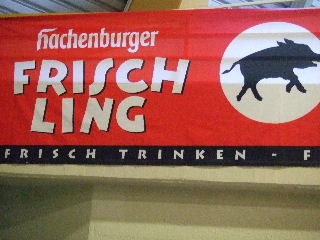 Hachenburger
FRISCH
LING
FRISCH TRINKEN - F